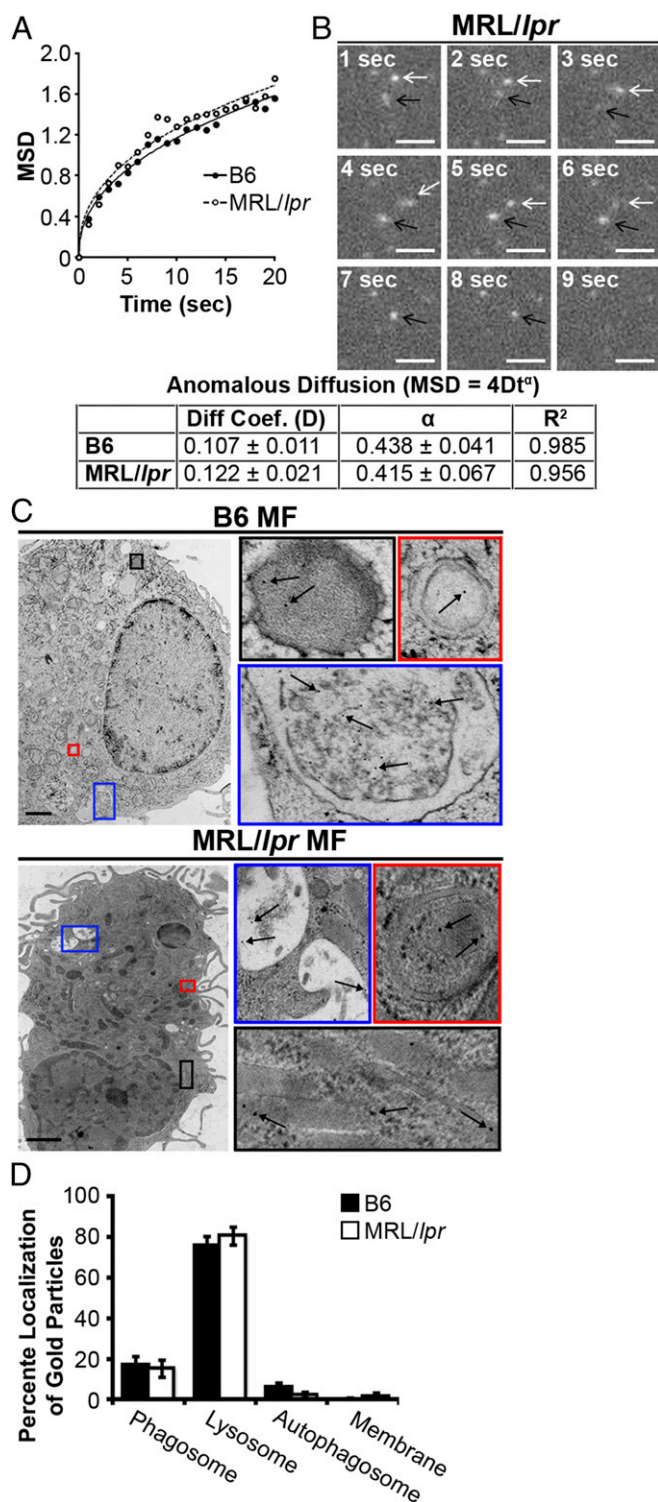 A
2.0
1.6
1.2
0.8
0.4
0
MSD
B6
MRL/lpr
0 5 10 15 20
Time (sec)
B
MRL/lpr
1 sec 2 sec 3 sec
4 sec 5 sec 6 sec
7 sec 8 sec 9 sec
Anomalous Diffusion (MSD = 4Dtᵅ)
Diff Coef. (D) α R²
B6 0.107 ± 0.011 0.438 ± 0.041 0.985
MRL/lpr 0.122 ± 0.021 0.415 ± 0.067 0.956
C
B6 MF
MRL/lpr MF
D
100
80
60
40
20
0
Percente Localization
of Gold Particles
B6
MRL/lpr
Phagosome
Lysosome
Autophagosome
Membrane